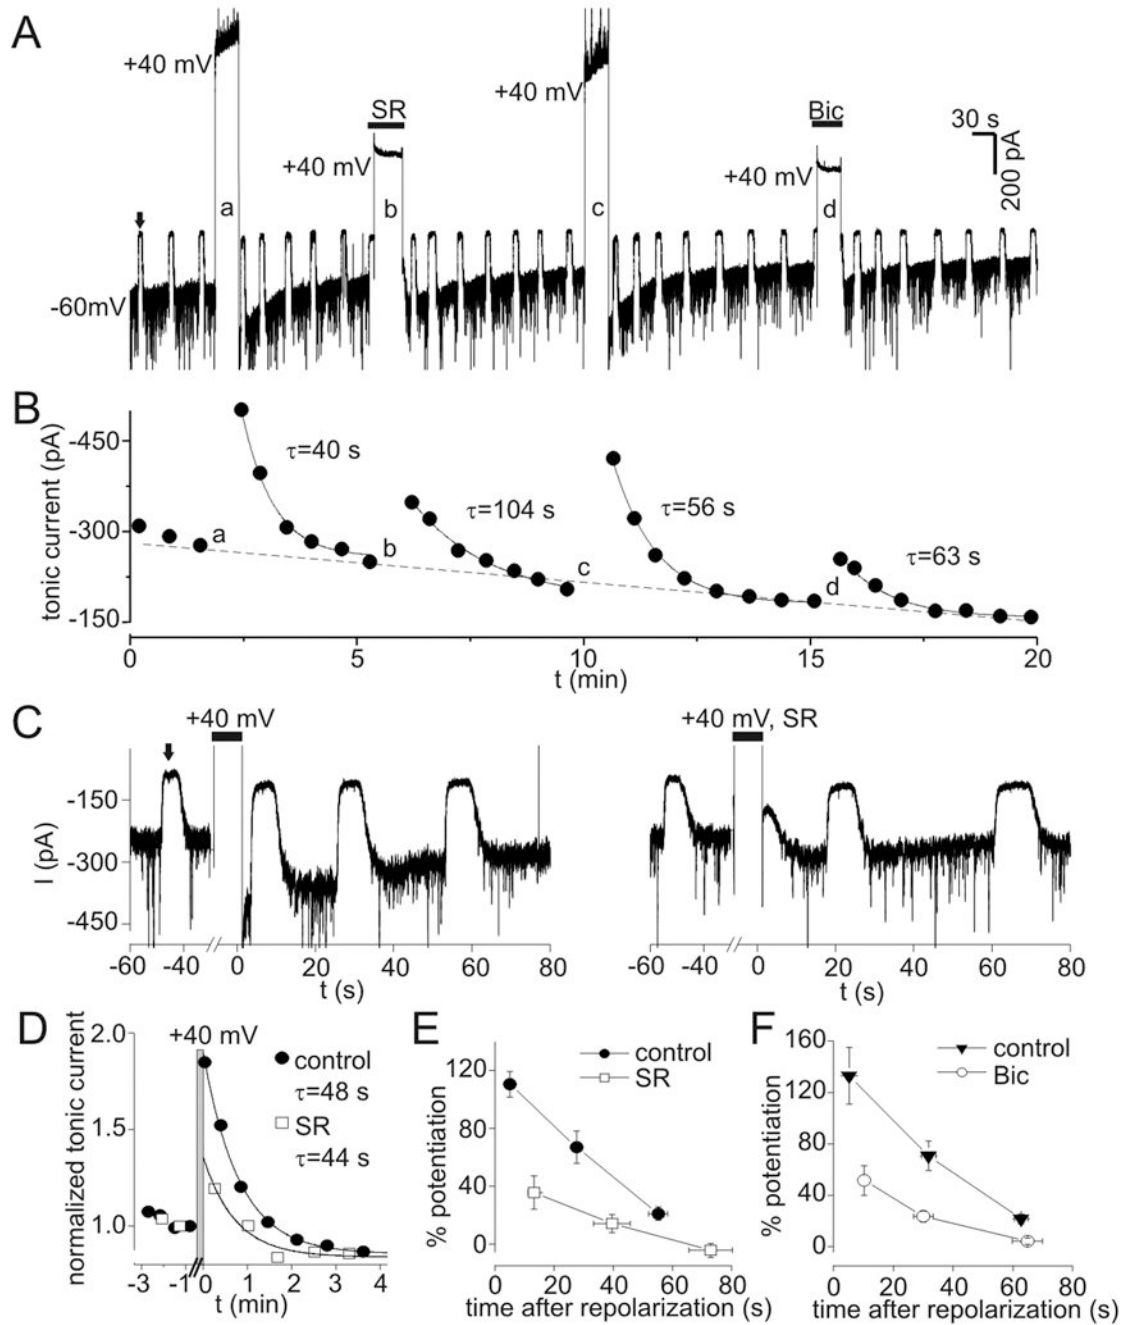 A
+40 mV
a
SR
+40 mV
b
+40 mV
c
Bic
+40 mV
d
30 s
200 pA
-60mV
B
tonic current (pA)
-450
-300
-150
a
τ=40 s
b
τ=104 s
c
τ=56 s
d
τ=63 s
0 5 10 15 20
t (min)
C
+40 mV
+40 mV, SR
I (pA)
-150
-300
-450
-60 -40 0 20 40 60 80
t (s)
-60 -40 0 20 40 60 80
t (s)
D
normalized tonic current
2.0
1.5
1.0
+40 mV
control
τ=48 s
SR
τ=44 s
-3 -1 0 1 2 3 4
t (min)
E
% potentiation
120
80
40
0
control
SR
0 20 40 60 80
time after repolarization (s)
F
% potentiation
160
120
80
40
0
control
Bic
0 20 40 60 80
time after repolarization (s)